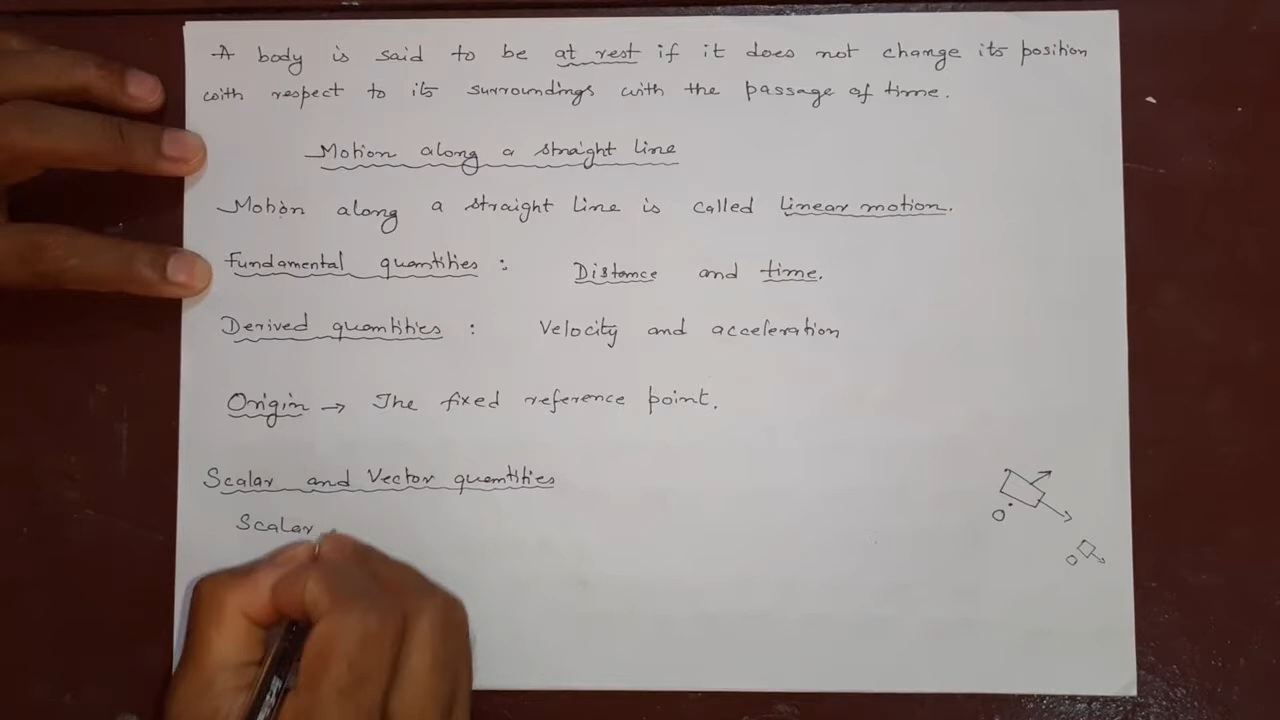 A body is said to be at rest if it does not change its position
with respect to its surroundings with the passage of time.
Motion along a straight line
Motion along a straight line is called linear motion.
Fundamental quantities : Distance and time.
Derived quantities : Velocity and acceleration
Origin → The fixed reference point.
Scalar and Vector quantities
Scalar
O
O